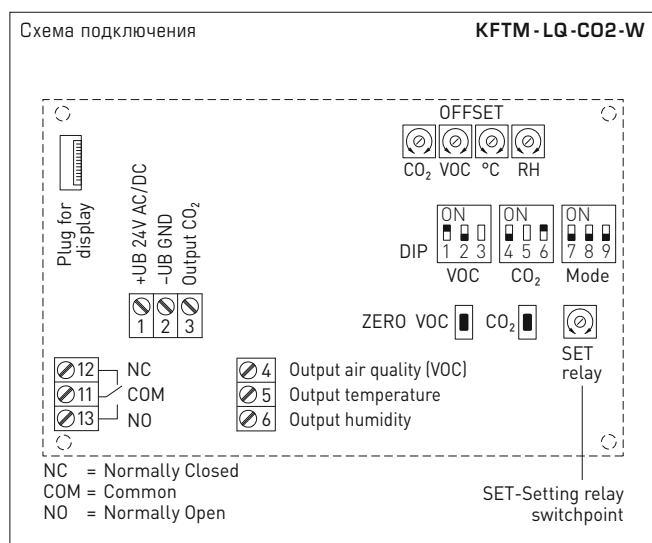 Схема подключения
KFTM-LQ-CO2-W
OFFSET
CO₂ VOC °C RH
Plug for
display
+UB 24V AC/DC
–UB GND
Output CO₂
1 2 3
DIP
ON ON ON
1 2 3 4 5 6 7 8 9
VOC CO₂ Mode
ZERO VOC CO₂
SET
relay
12 NC
11 COM
13 NO
4 Output air quality (VOC)
5 Output temperature
6 Output humidity
NC = Normally Closed
COM = Common
NO = Normally Open
SET-Setting relay
switchpoint